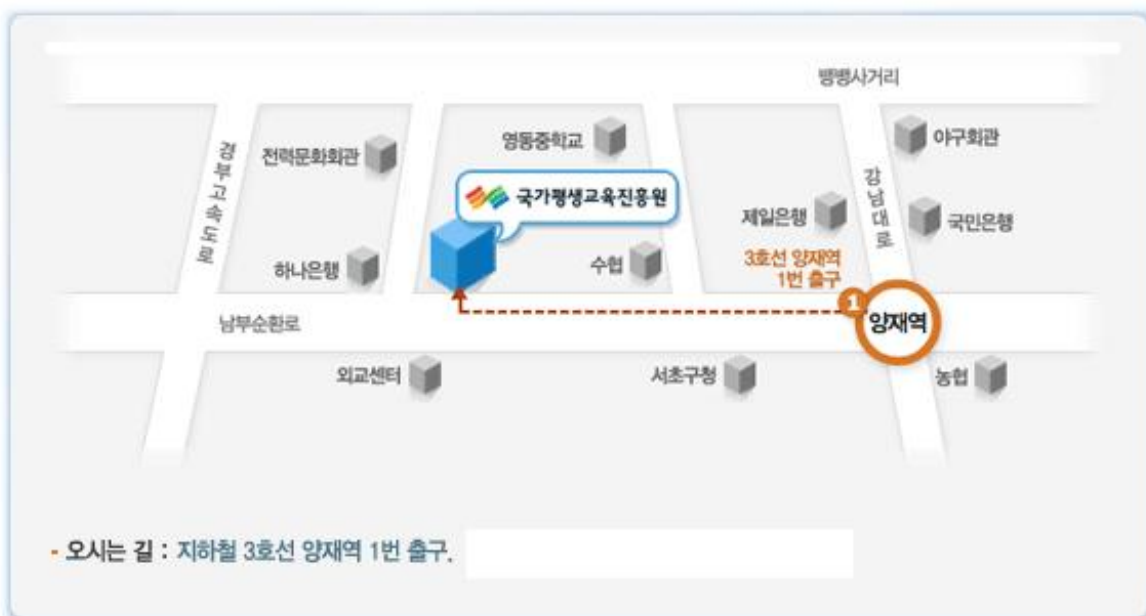 뱅뱅사거리
야구회관
영동중학교
전력문화회관
경부고속도로
국가평생교육진흥원
강남대로
제일은행
국민은행
3호선 양재역
1번 출구
수협
하나은행
1
양재역
남부순환로
외교센터
서초구청
농협
- 오시는 길 : 지하철 3호선 양재역 1번 출구.